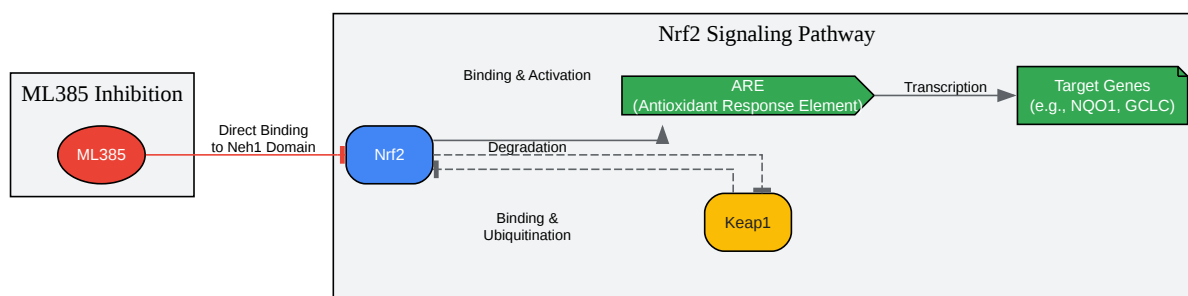 Nrf2 Signaling Pathway
ML385 Inhibition
Binding & Activation
ARE
(Antioxidant Response Element)
Transcription
Target Genes
(e.g., NQO1, GCLC)
ML385
Direct Binding
to Neh1 Domain
Nrf2
Degradation
Binding &
Ubiquitination
Keap1